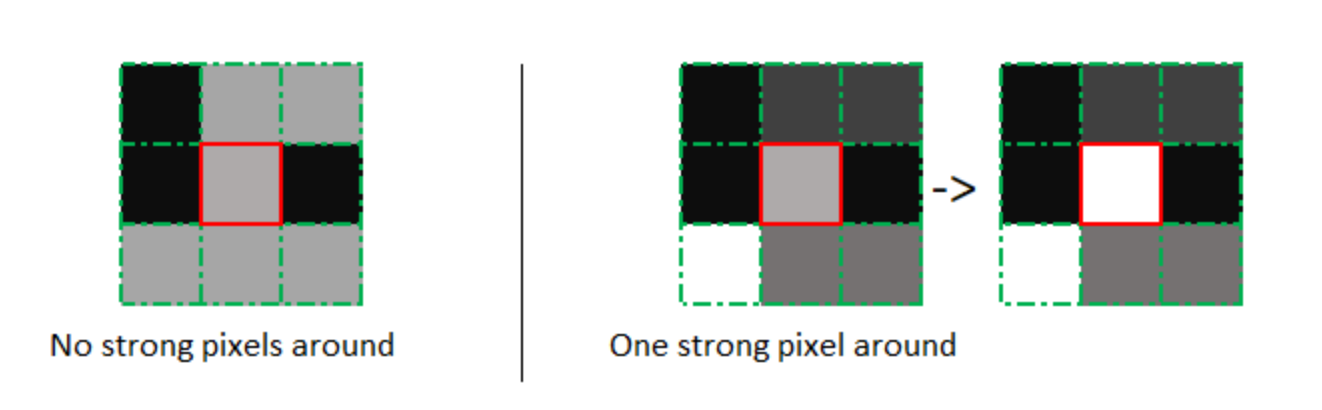 ->
No strong pixels around
One strong pixel around